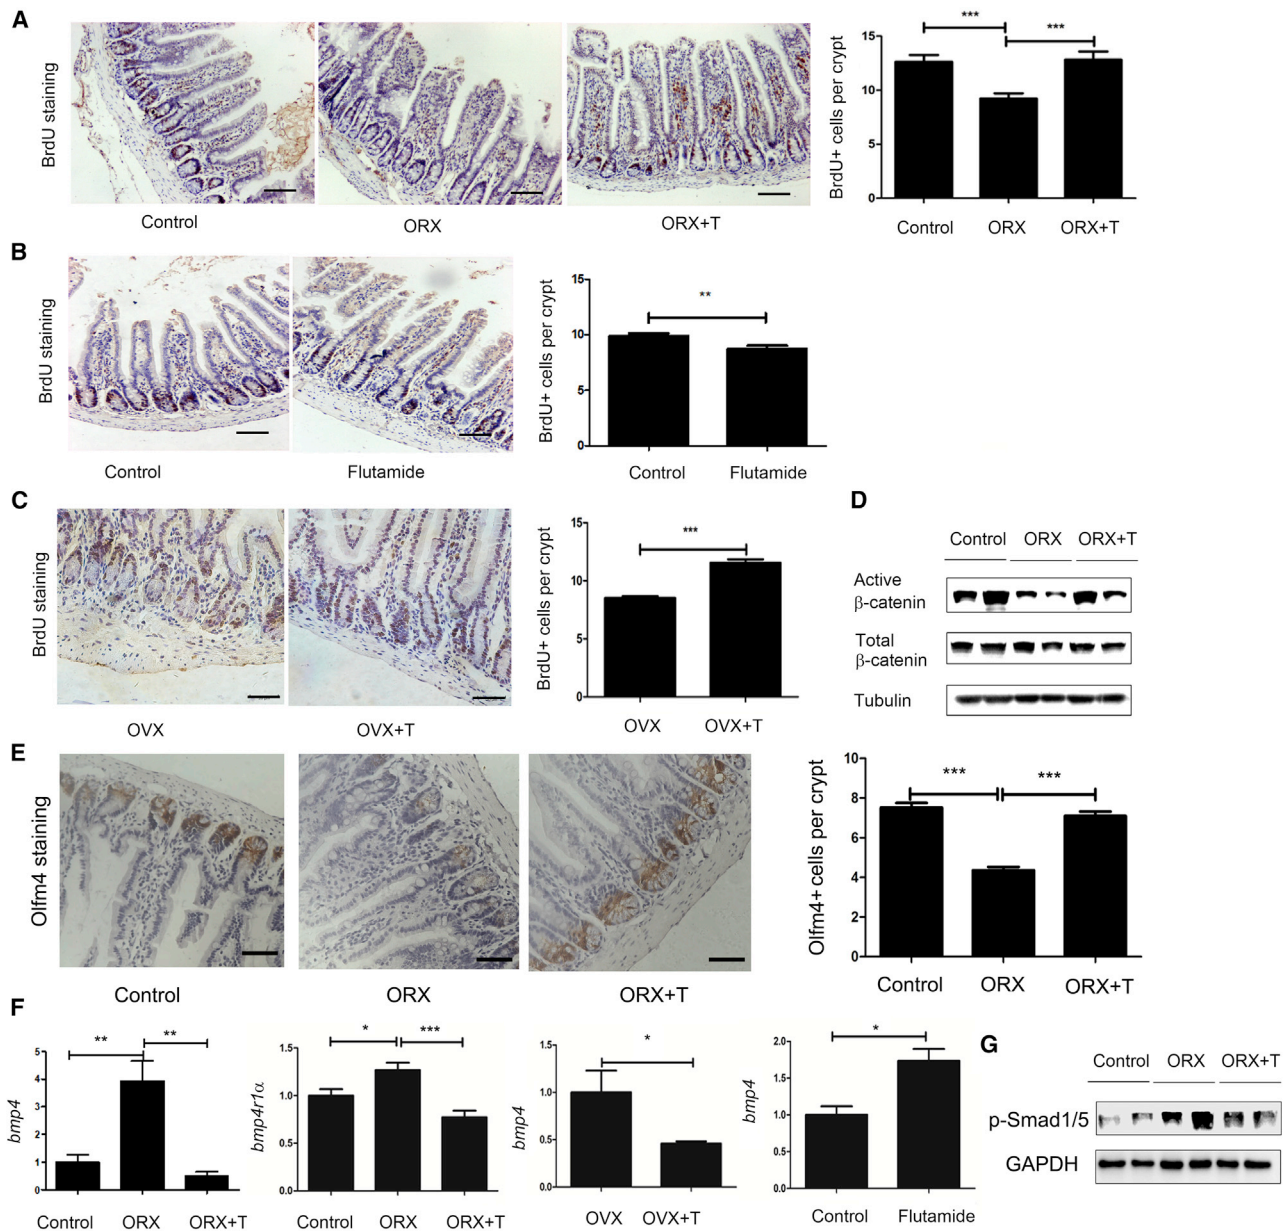 A
BrdU staining
Control
ORX
ORX+T
BrdU+ cells per crypt
15
10
5
0
***
***
Control
ORX
ORX+T
B
BrdU staining
Control
Flutamide
BrdU+ cells per crypt
15
10
5
0
**
Control
Flutamide
C
BrdU staining
OVX
OVX+T
BrdU+ cells per crypt
15
10
5
0
***
OVX
OVX+T
D
Control
ORX
ORX+T
Active
β-catenin
Total
β-catenin
Tubulin
E
Olfm4 staining
Control
ORX
ORX+T
Olfm4+ cells per crypt
10
8
6
4
2
0
***
***
Control
ORX
ORX+T
F
bmp4
5
4
3
2
1
0
**
**
Control
ORX
ORX+T
bmp4r1α
1.5
1.0
0.5
0.0
*
***
Control
ORX
ORX+T
bmp4
1.5
1.0
0.5
0.0
*
OVX
OVX+T
bmp4
2.0
1.5
1.0
0.5
0.0
*
Control
Flutamide
G
Control
ORX
ORX+T
p-Smad1/5
GAPDH